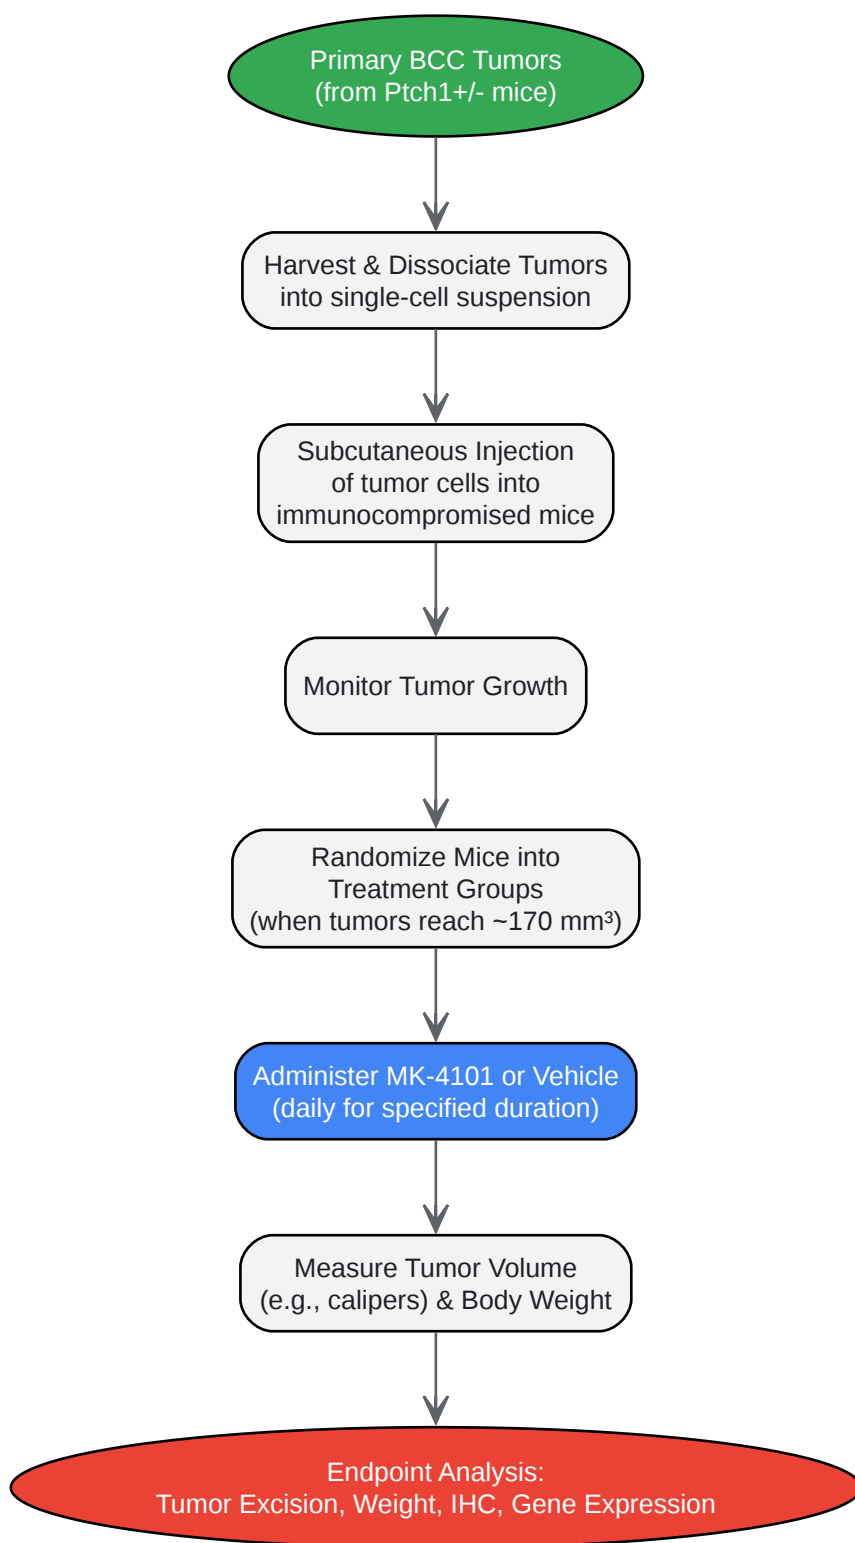 Primary BCC Tumors
(from Ptch1+/- mice)
Harvest & Dissociate Tumors
into single-cell suspension
Subcutaneous Injection
of tumor cells into
immunocompromised mice
Monitor Tumor Growth
Randomize Mice into
Treatment Groups
(when tumors reach ~170 mm³)
Administer MK-4101 or Vehicle
(daily for specified duration)
Measure Tumor Volume
(e.g., calipers) & Body Weight
Endpoint Analysis:
Tumor Excision, Weight, IHC, Gene Expression